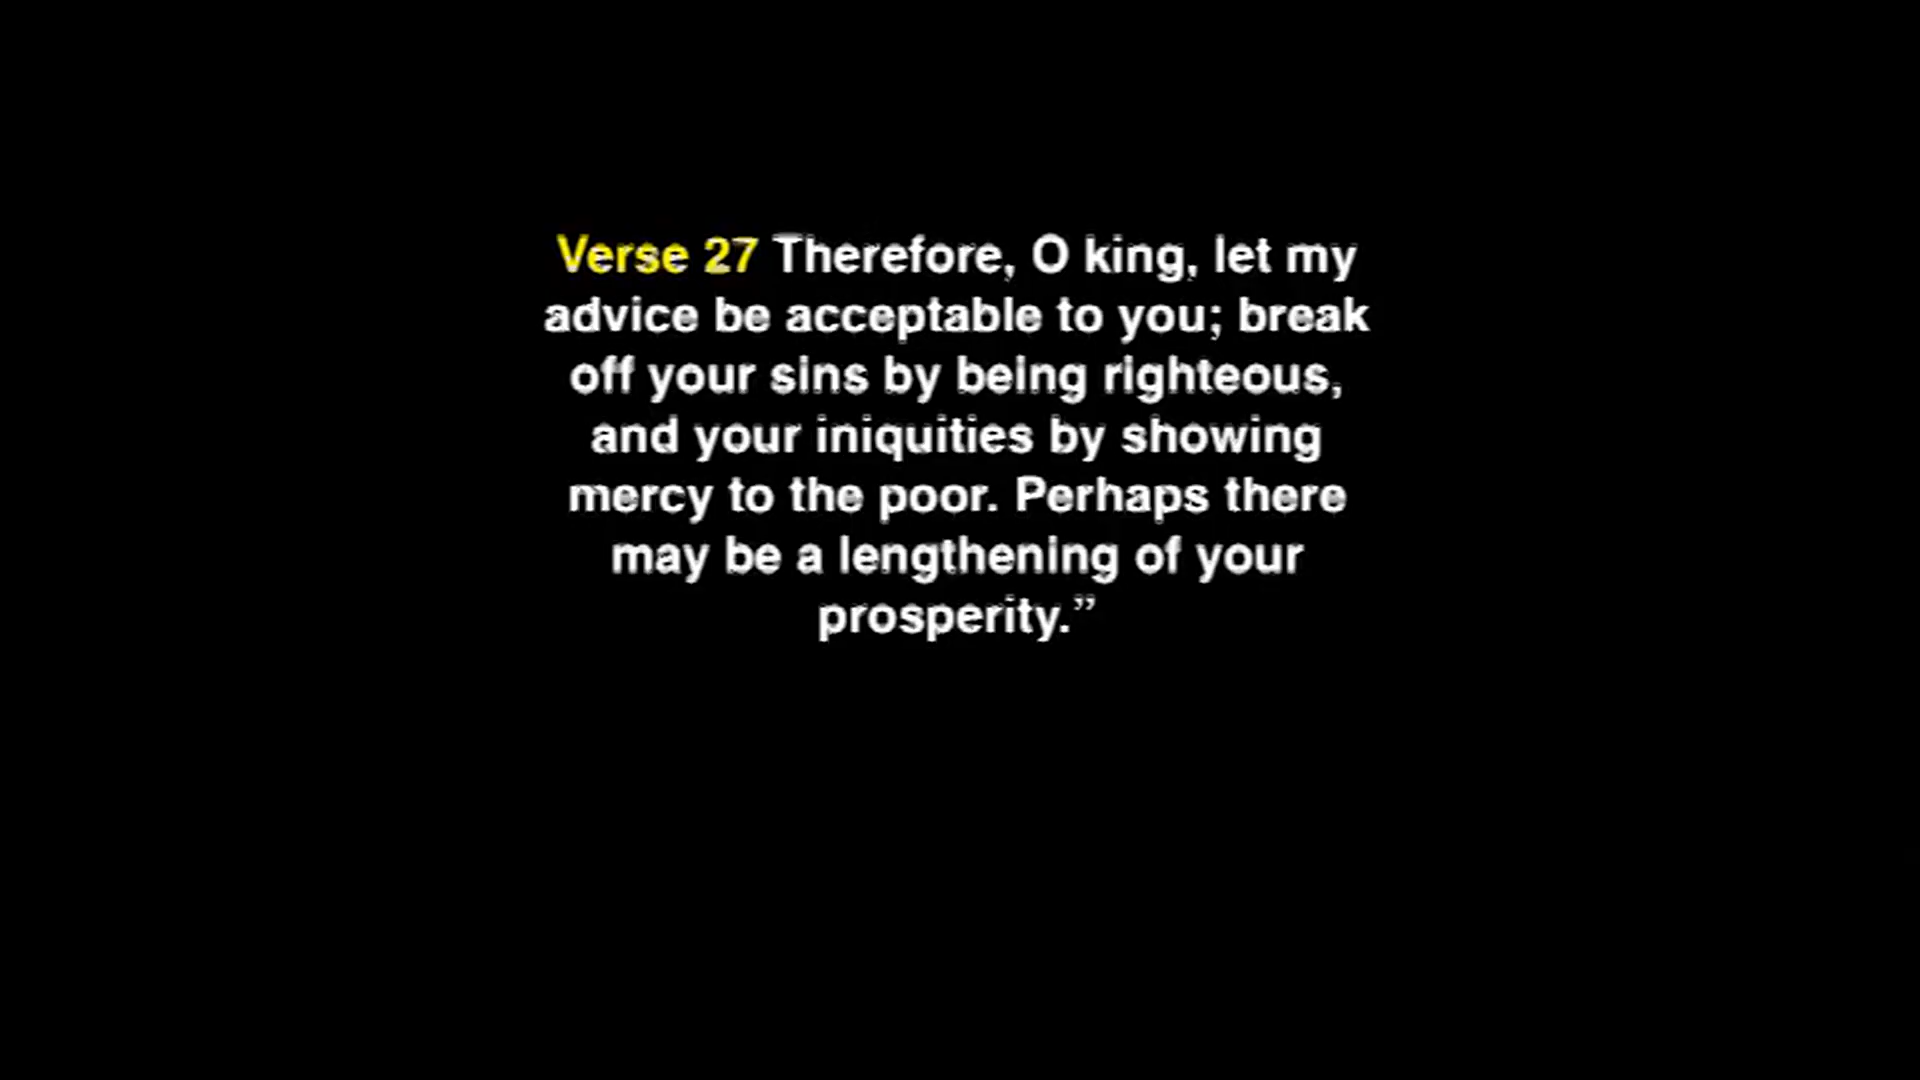 Verse 27 Therefore, O king, let my
advice be acceptable to you; break
off your sins by being righteous,
and your iniquities by showing
mercy to the poor. Perhaps there
may be a lengthening of your
prosperity.”